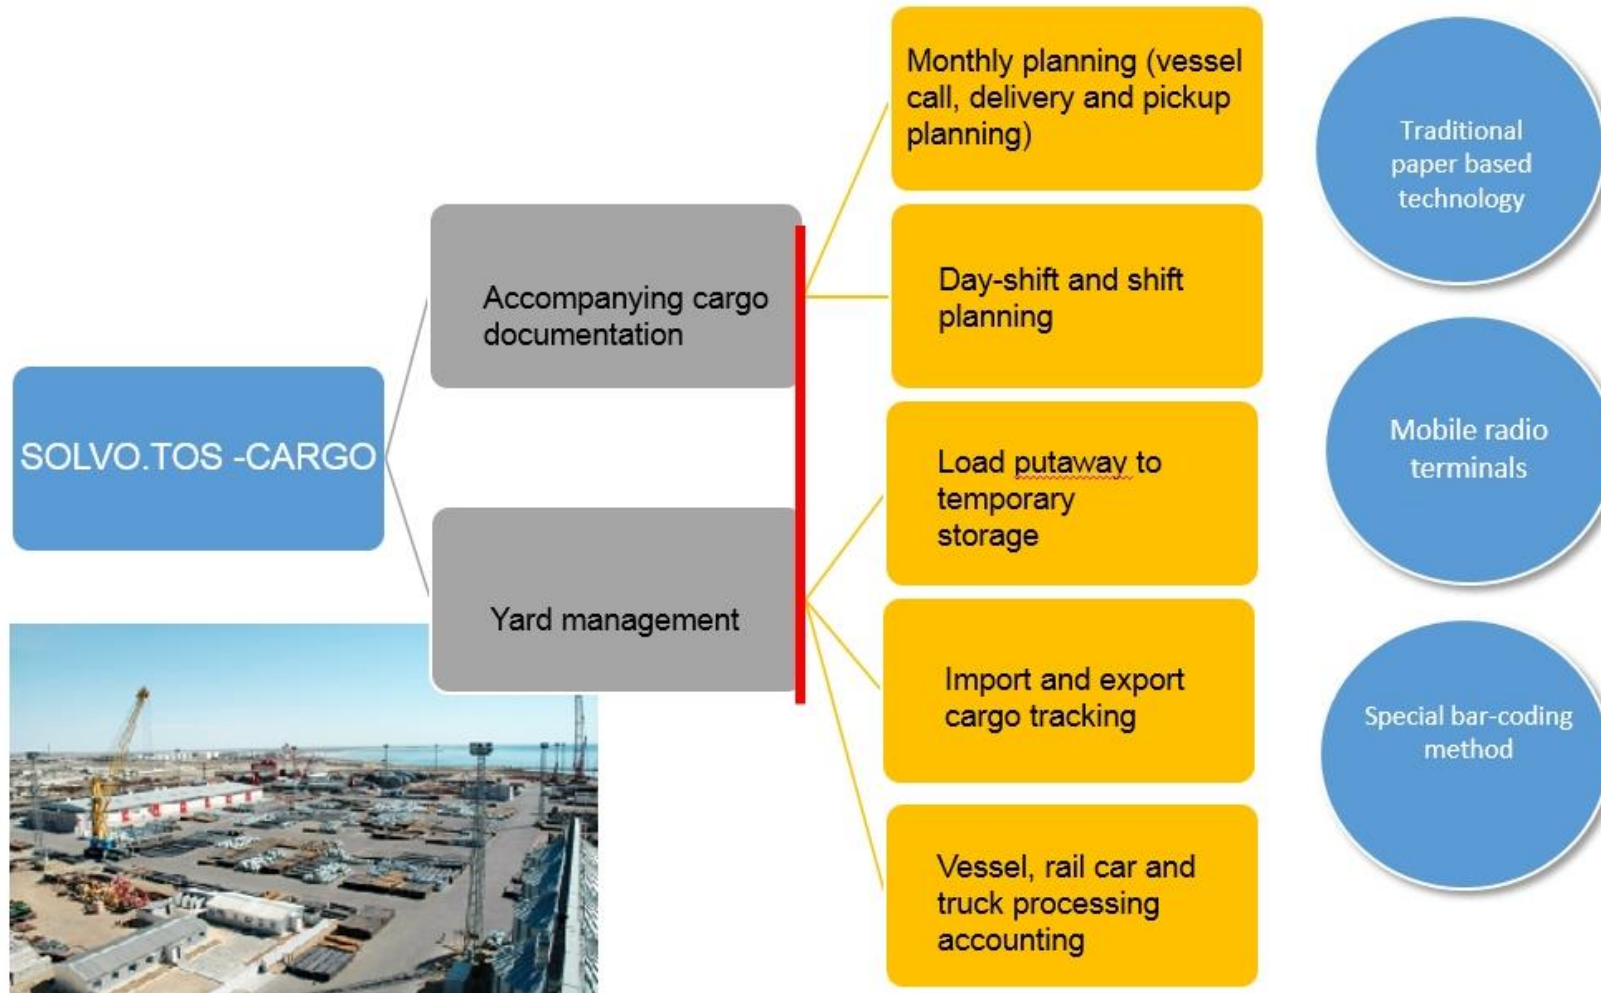 SOLVO.TOS -CARGO
Accompanying cargo
documentation
Yard management
Monthly planning (vessel
call, delivery and pickup
planning)
Day-shift and shift
planning
Load putaway to
temporary
storage
Import and export
cargo tracking
Vessel, rail car and
truck processing
accounting
Traditional
paper based
technology
Mobile radio
terminals
Special bar-coding
method